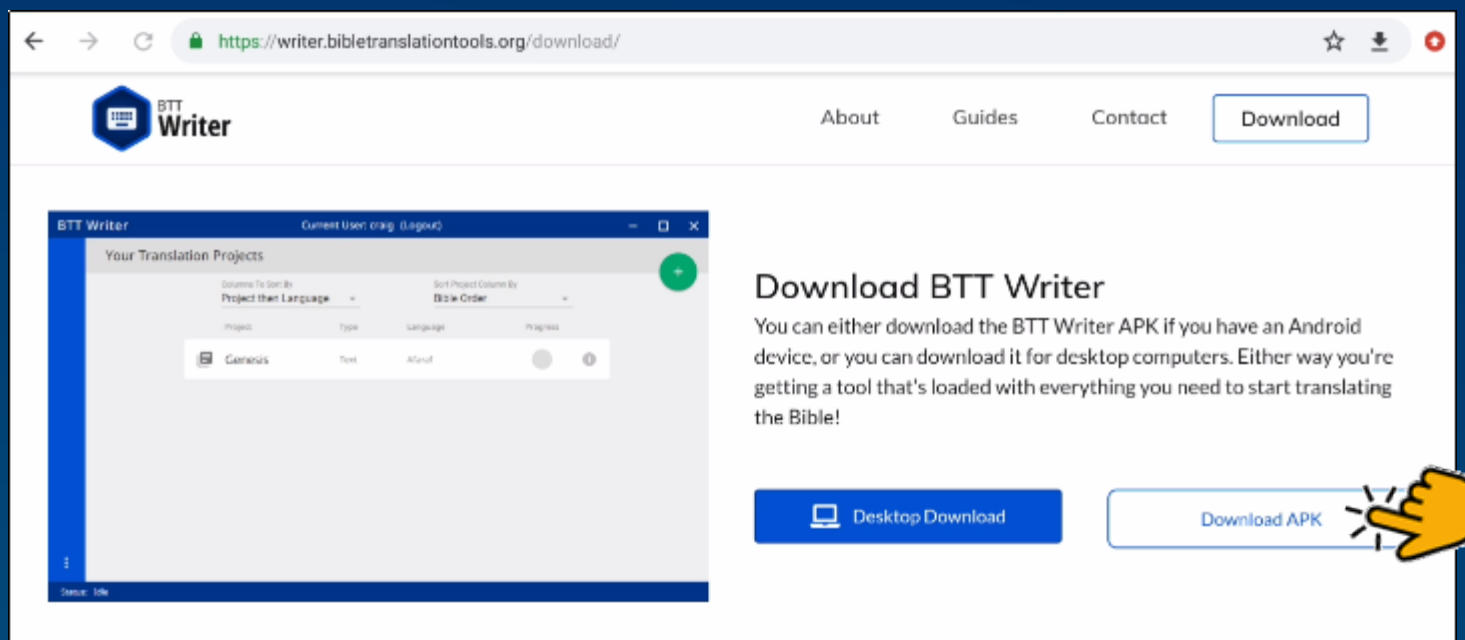 https://writer.bibletranslationtools.org/download/
BTT
Writer
About Guides Contact Download
BTT Writer Current User: craig (Logout)
Your Translation Projects
Columns To Sort By Sort Project Column By
Project then Language Bible Order
Project Type Language Progress
Genesis Text Afaraf
Status: Idle
Download BTT Writer
You can either download the BTT Writer APK if you have an Android
device, or you can download it for desktop computers. Either way you're
getting a tool that's loaded with everything you need to start translating
the Bible!
Desktop Download Download APK